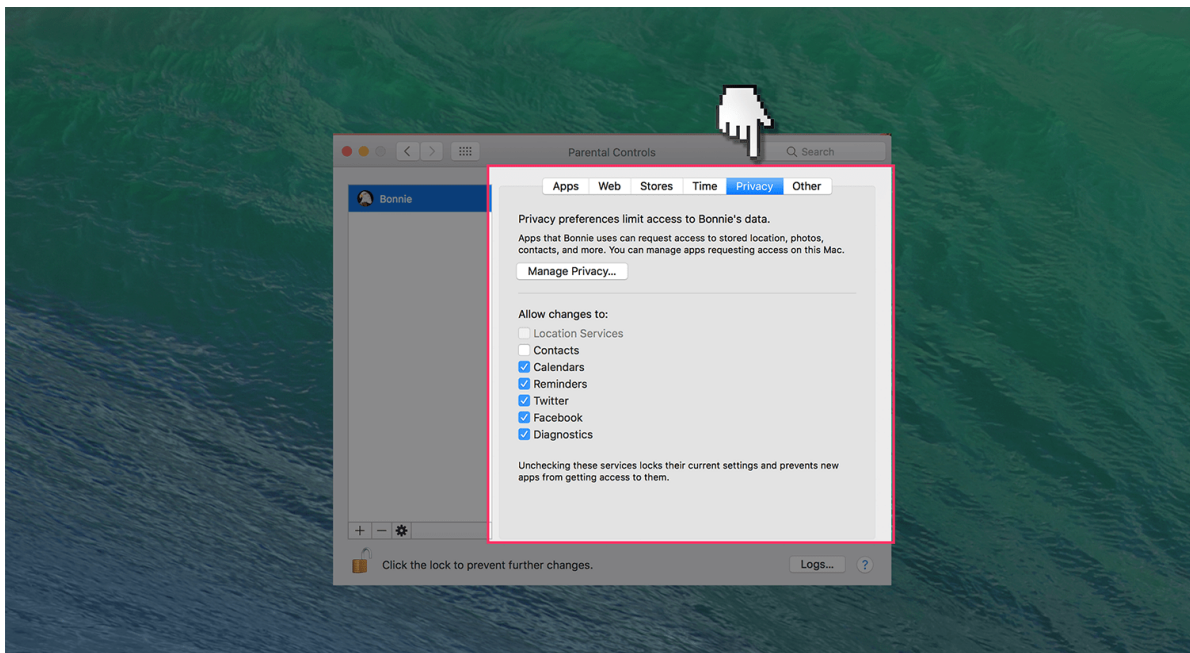 Parental Controls
Search
Bonnie
Apps Web Stores Time Privacy Other
Privacy preferences limit access to Bonnie's data.
Apps that Bonnie uses can request access to stored location, photos,
contacts, and more. You can manage apps requesting access on this Mac.
Manage Privacy...
Allow changes to:
Location Services
Contacts
Calendars
Reminders
Twitter
Facebook
Diagnostics
Unchecking these services locks their current settings and prevents new
apps from getting access to them.
Click the lock to prevent further changes.
Logs... ?